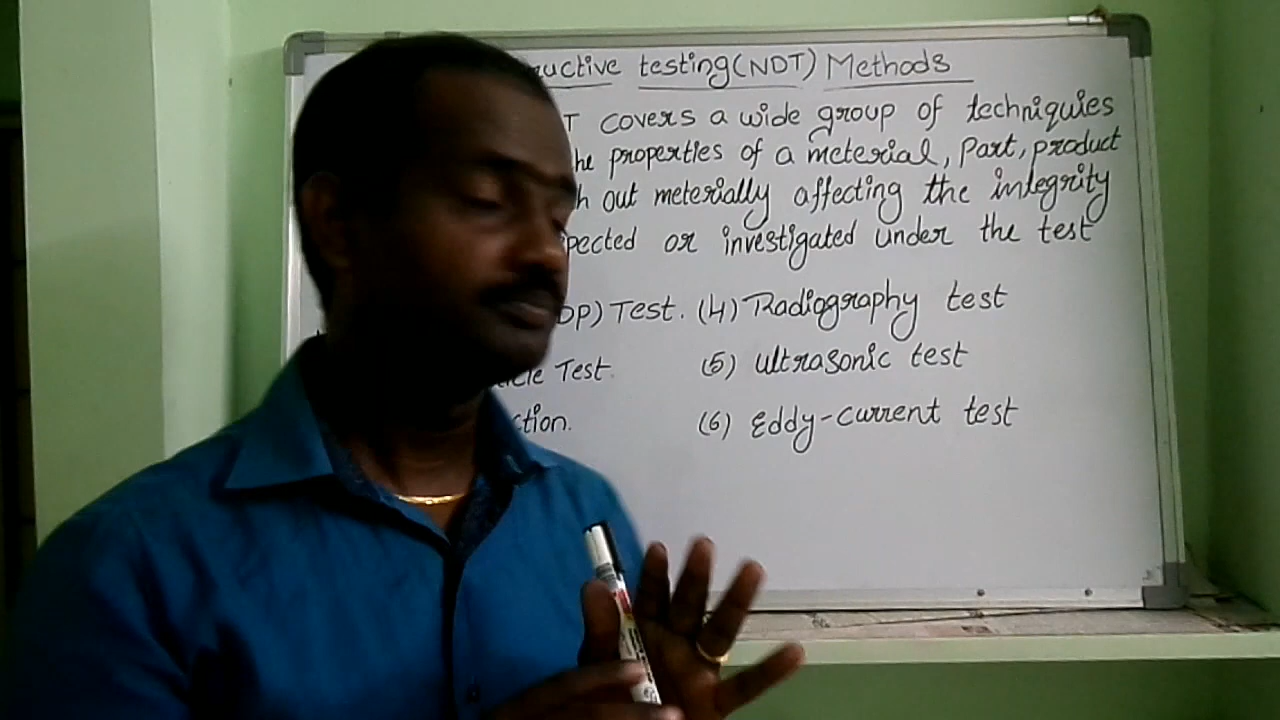 uctive testing(NDT) Methods
T covers a wide group of techniquies
he properties of a meterial, Part, product
h out meterially affecting the integrity
pected or investigated under the test
DP) Test. (4) Radiography test
cle Test. (5) ultrasonic test
ction. (6) Eddy-current test